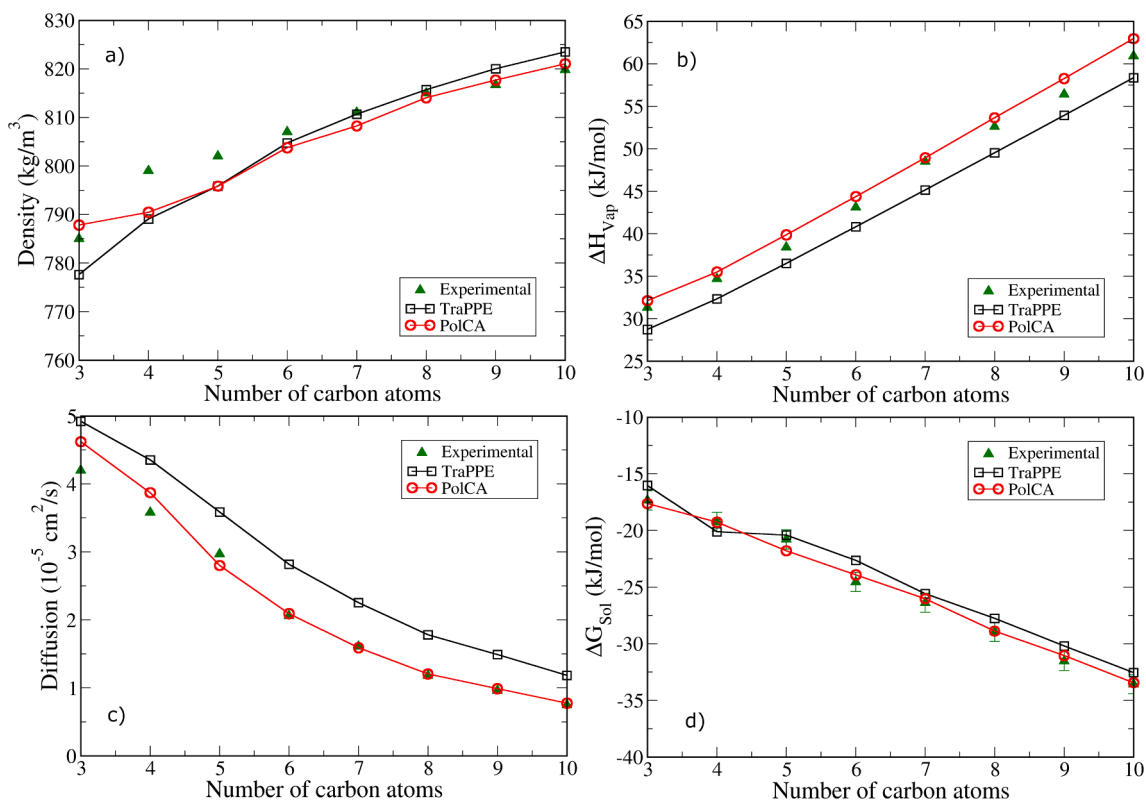 a)
830
820
810
800
790
780
770
760
Density (kg/m³)
3 4 5 6 7 8 9 10
Number of carbon atoms
Experimental
TraPPE
PolCA
b)
65
60
55
50
45
40
35
30
25
ΔH_Vap (kJ/mol)
3 4 5 6 7 8 9 10
Number of carbon atoms
Experimental
TraPPE
PolCA
c)
5
4
3
2
1
0
Diffusion (10⁻⁵ cm²/s)
3 4 5 6 7 8 9 10
Number of carbon atoms
Experimental
TraPPE
PolCA
d)
-10
-15
-20
-25
-30
-35
-40
ΔG_Sol (kJ/mol)
3 4 5 6 7 8 9 10
Number of carbon atoms
Experimental
TraPPE
PolCA